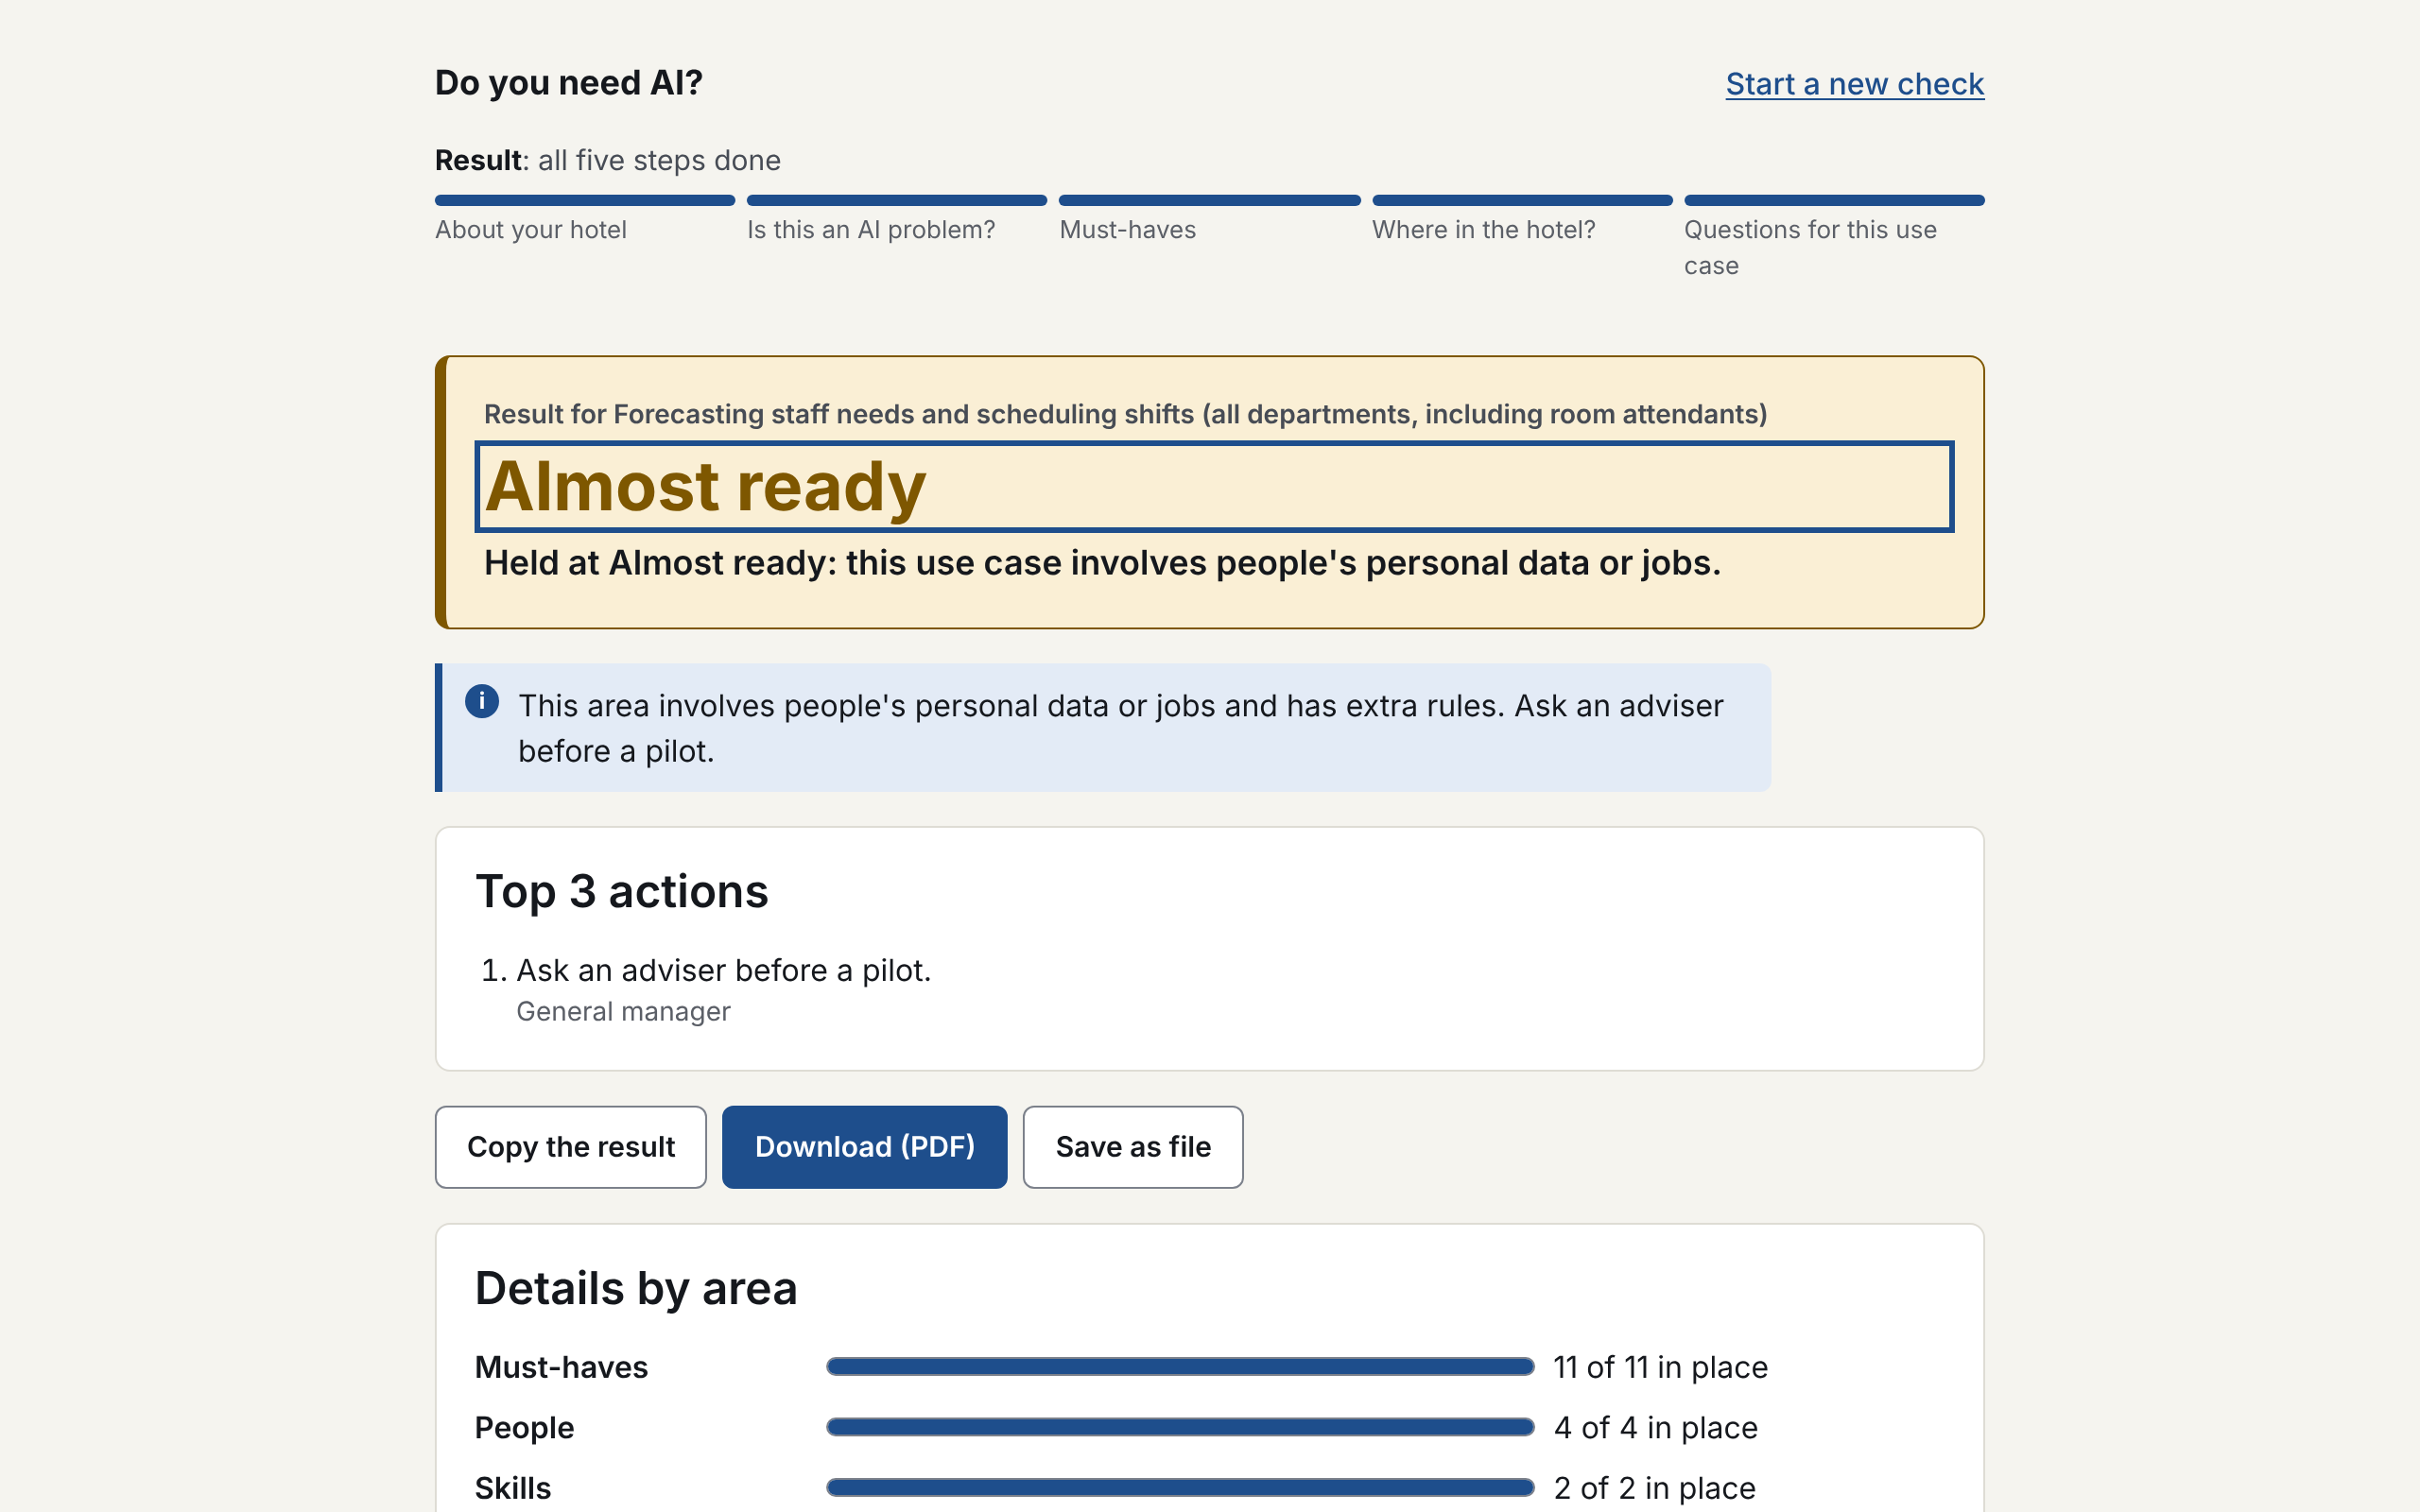 Do you need AI?
Start a new check
Result: all five steps done
About your hotel
Is this an AI problem?
Must-haves
Where in the hotel?
Questions for this use
case
Result for Forecasting staff needs and scheduling shifts (all departments, including room attendants)
Almost ready
Held at Almost ready: this use case involves people's personal data or jobs.
i
This area involves people's personal data or jobs and has extra rules. Ask an adviser
before a pilot.
Top 3 actions
1. Ask an adviser before a pilot.
General manager
Copy the result
Download (PDF)
Save as file
Details by area
Must-haves
11 of 11 in place
People
4 of 4 in place
Skills
2 of 2 in place